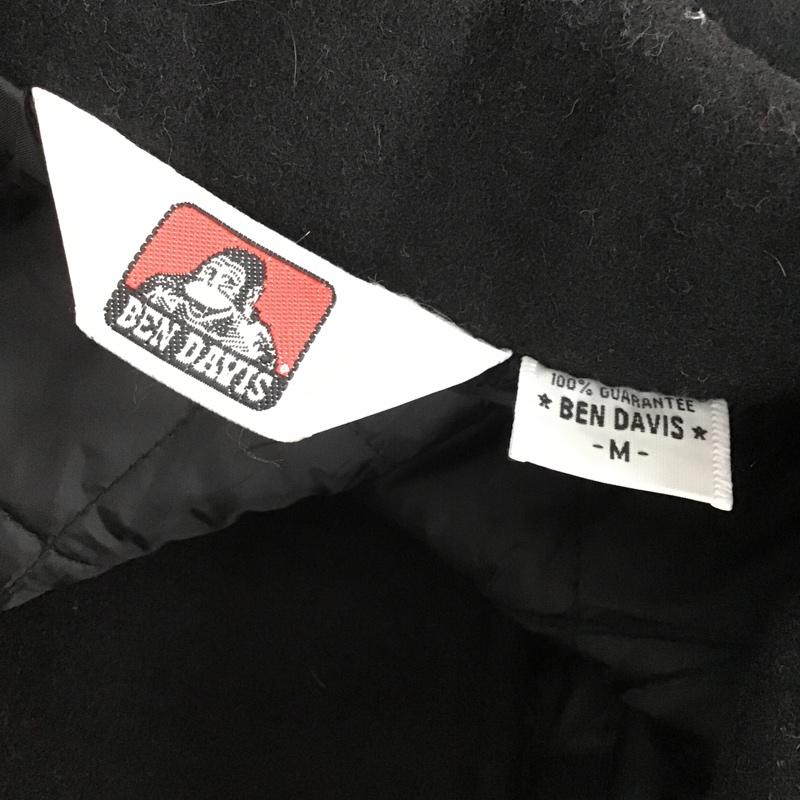 BEN DAVIS
100% GUARANTEE
★ BEN DAVIS ★
-M-